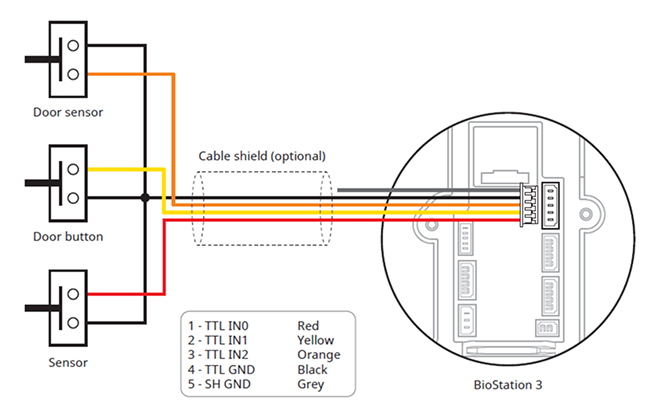 Door sensor
Cable shield (optional)
Door button
Sensor
1 - TTL IN0 Red
2 - TTL IN1 Yellow
3 - TTL IN2 Orange
4 - TTL GND Black
5 - SH GND Grey
BioStation 3